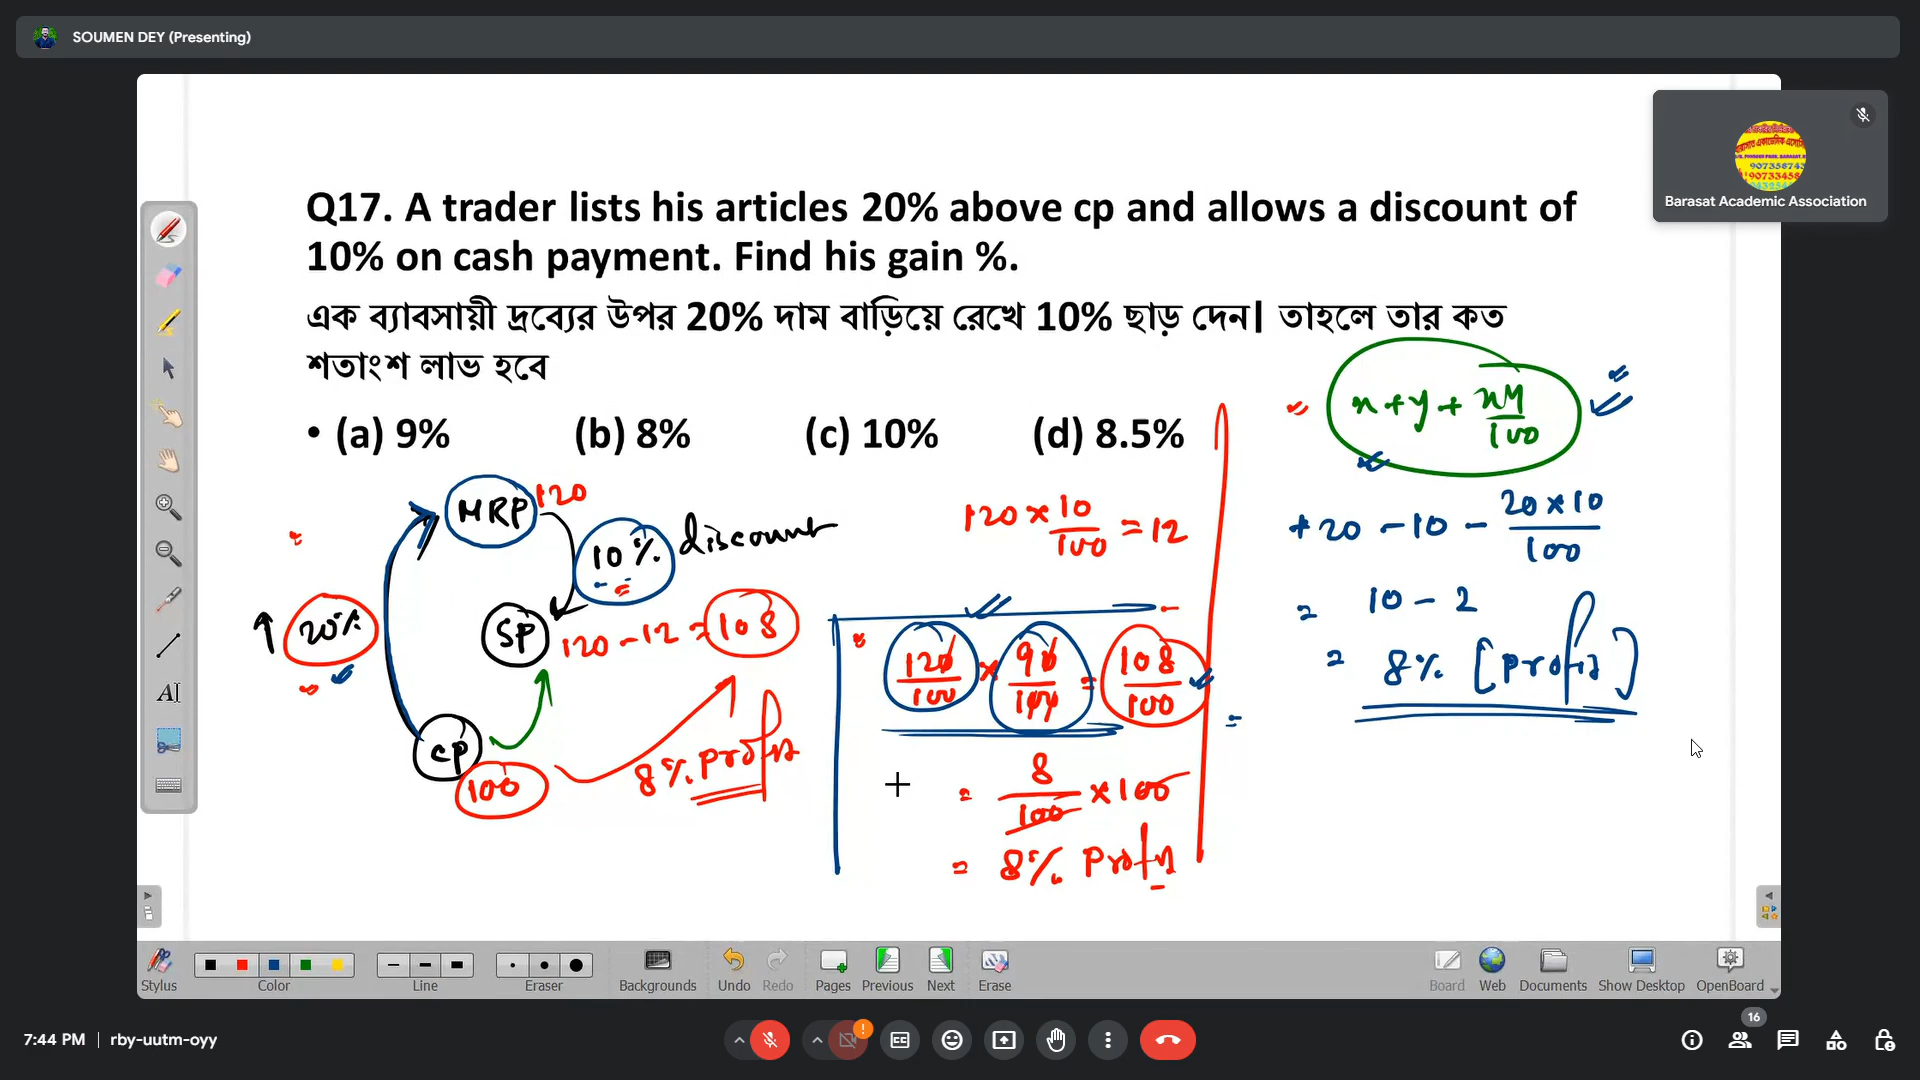 SOUMEN DEY (Presenting)
Barasat Academic Association
Q17. A trader lists his articles 20% above cp and allows a discount of
10% on cash payment. Find his gain %.
এক ব্যাবসায়ী দ্রব্যের উপর 20% দাম বাড়িয়ে রেখে 10% ছাড় দেন। তাহলে তার কত
শতাংশ লাভ হবে
• (a) 9% (b) 8% (c) 10% (d) 8.5%
MRP 120
10% discount
↑ 20%
SP 120 - 12 = 108
CP
100
8% Profit
120 × 10/100 = 12
120/100 × 90/100 = 108/100
= 8/100 × 100
= 8% Profit
= x + y + xy/100
+20 - 10 - 20×10/100
= 10 - 2
= 8% [Profit]
Stylus Color Line Eraser Backgrounds Undo Redo Pages Previous Next Erase Board Web Documents Show Desktop OpenBoard
7:44 PM | rby-uutm-oyy
16